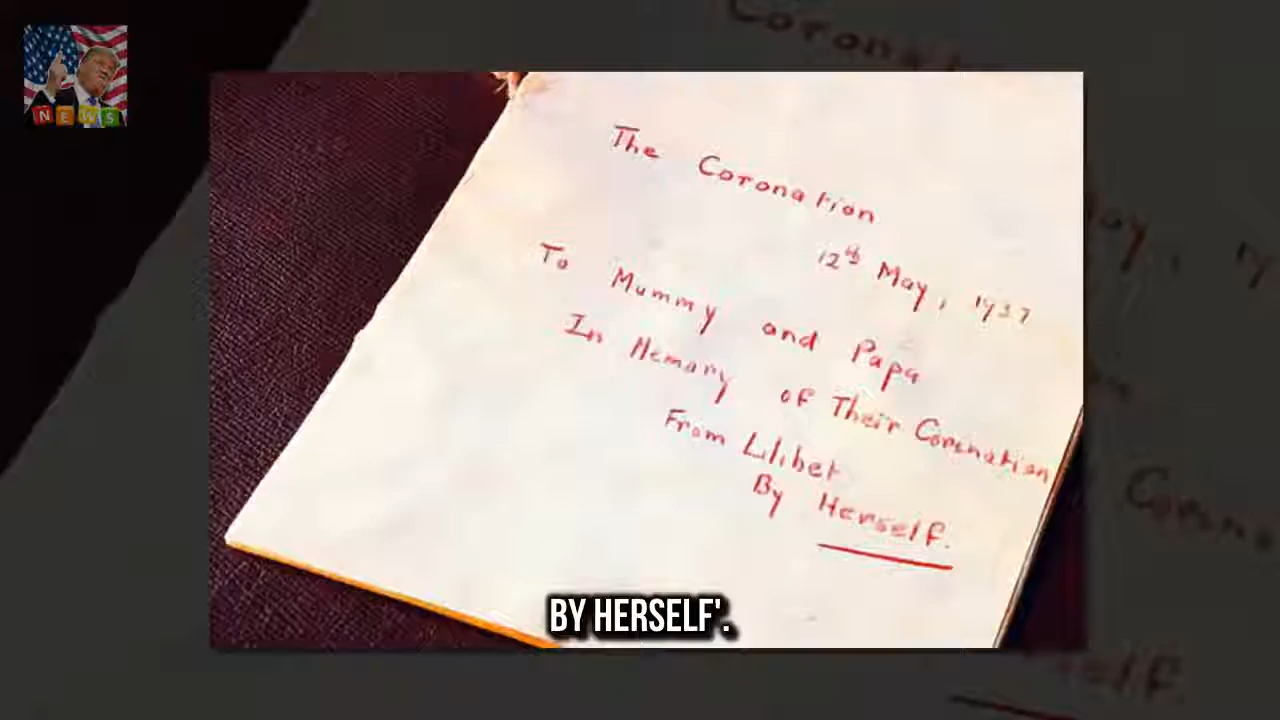 NEWS
The Coronation
12th May, 1937
To Mummy and Papa
In Memary of Their Coronation
From Lilibet
By Herself.
BY HERSELF'.